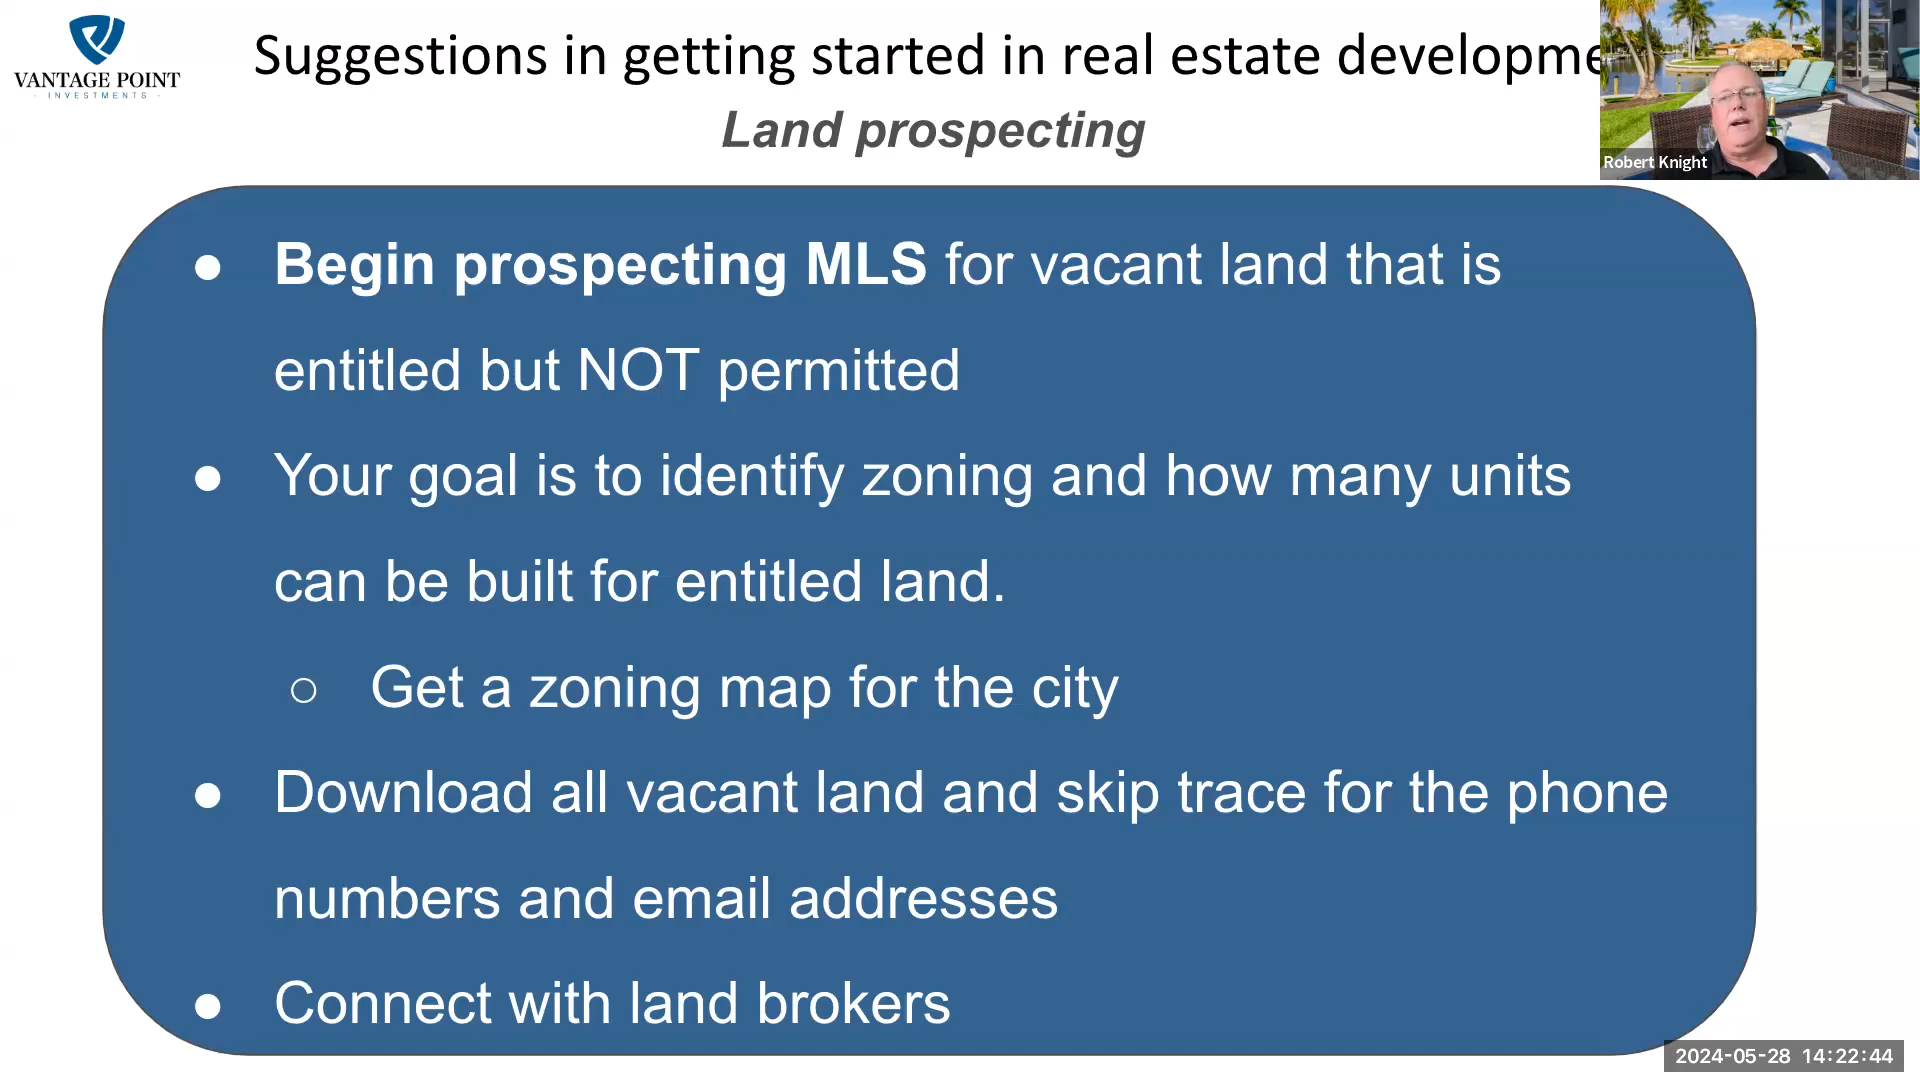 VANTAGE POINT
- INVESTMENTS -
Suggestions in getting started in real estate developme
Land prospecting
Robert Knight
● Begin prospecting MLS for vacant land that is
entitled but NOT permitted
● Your goal is to identify zoning and how many units
can be built for entitled land.
○ Get a zoning map for the city
● Download all vacant land and skip trace for the phone
numbers and email addresses
● Connect with land brokers
2024-05-28 14:22:44